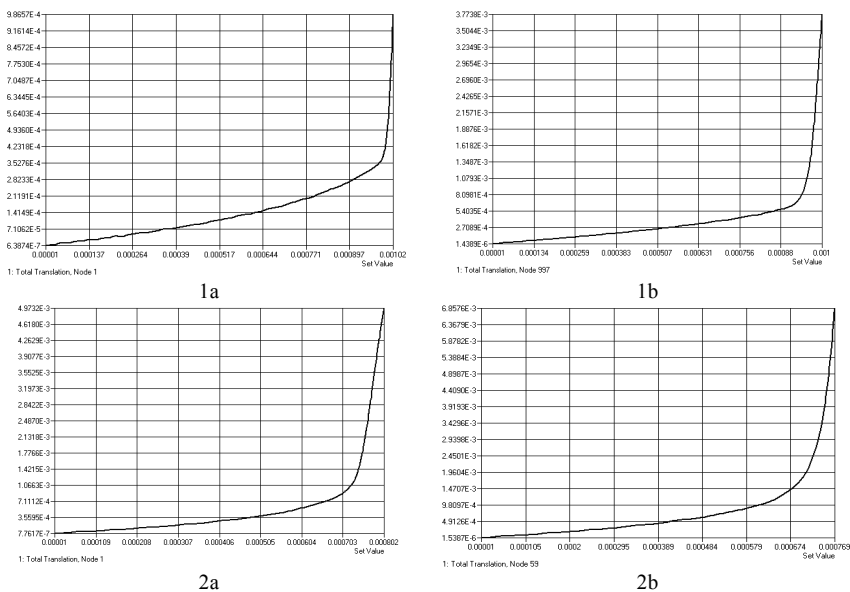 9.8657E-4
9.1614E-4
8.4572E-4
7.7530E-4
7.0487E-4
6.3445E-4
5.6403E-4
4.9360E-4
4.2318E-4
3.5276E-4
2.8233E-4
2.1191E-4
1.4149E-4
7.1062E-5
6.3874E-7
0.00001 0.000137 0.000264 0.00039 0.000517 0.000644 0.000771 0.000897 0.00102
Set Value
1: Total Translation, Node 1
1a
3.7738E-3
3.5044E-3
3.2349E-3
2.9654E-3
2.6960E-3
2.4265E-3
2.1571E-3
1.8876E-3
1.6182E-3
1.3487E-3
1.0793E-3
8.0981E-4
5.4035E-4
2.7089E-4
1.4389E-6
0.00001 0.000134 0.000259 0.000383 0.000507 0.000631 0.000756 0.00088 0.001
Set Value
1: Total Translation, Node 997
1b
4.9732E-3
4.6180E-3
4.2629E-3
3.9077E-3
3.5525E-3
3.1973E-3
2.8422E-3
2.4870E-3
2.1318E-3
1.7766E-3
1.4215E-3
1.0663E-3
7.1112E-4
3.5595E-4
7.7617E-7
0.00001 0.000109 0.000208 0.000307 0.000406 0.000505 0.000604 0.000703 0.000802
Set Value
1: Total Translation, Node 1
2a
6.8576E-3
6.3679E-3
5.8782E-3
5.3884E-3
4.8987E-3
4.4090E-3
3.9193E-3
3.4296E-3
2.9398E-3
2.4501E-3
1.9604E-3
1.4707E-3
9.8097E-4
4.9126E-4
1.5387E-6
0.00001 0.000105 0.0002 0.000295 0.000389 0.000484 0.000579 0.000674 0.000769
Set Value
1: Total Translation, Node 59
2b